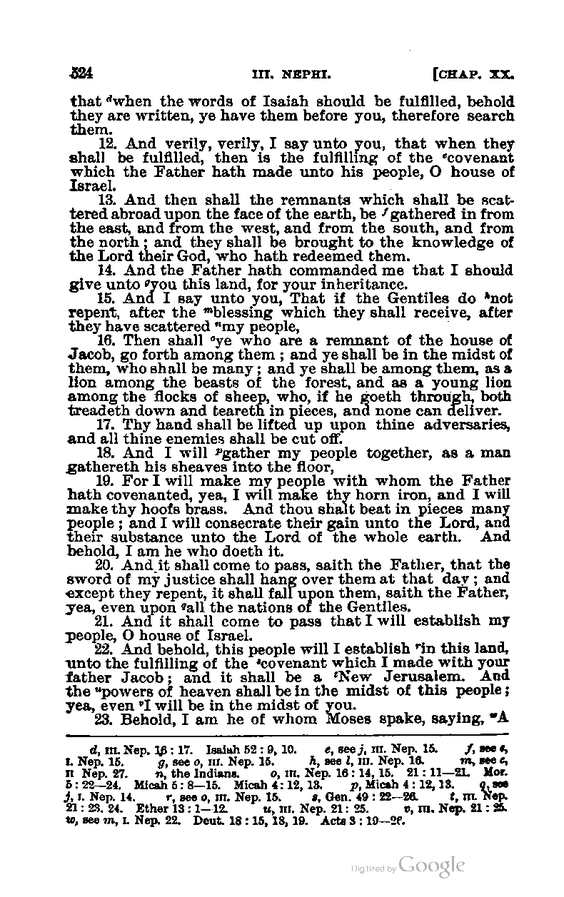 524 III. NEPHI. [CHAP. XX.
that dwhen the words of Isaiah should be fulfilled, behold
they are written, ye have them before you, therefore search
them.
12. And verily, verily, I say unto you, that when they
shall be fulfilled, then is the fulfilling of the ecovenant
which the Father hath made unto his people, O house of
Israel.
13. And then shall the remnants which shall be scat-
tered abroad upon the face of the earth, be fgathered in from
the east, and from the west, and from the south, and from
the north; and they shall be brought to the knowledge of
the Lord their God, who hath redeemed them.
14. And the Father hath commanded me that I should
give unto gyou this land, for your inheritance.
15. And I say unto you, That if the Gentiles do hnot
repent, after the mblessing which they shall receive, after
they have scattered nmy people,
16. Then shall oye who are a remnant of the house of
Jacob, go forth among them; and ye shall be in the midst of
them, who shall be many; and ye shall be among them, as a
lion among the beasts of the forest, and as a young lion
among the flocks of sheep, who, if he goeth through, both
treadeth down and teareth in pieces, and none can deliver.
17. Thy hand shall be lifted up upon thine adversaries,
and all thine enemies shall be cut off.
18. And I will pgather my people together, as a man
gathereth his sheaves into the floor,
19. For I will make my people with whom the Father
hath covenanted, yea, I will make thy horn iron, and I will
make thy hoofs brass. And thou shalt beat in pieces many
people; and I will consecrate their gain unto the Lord, and
their substance unto the Lord of the whole earth. And
behold, I am he who doeth it.
20. And it shall come to pass, saith the Father, that the
sword of my justice shall hang over them at that day; and
except they repent, it shall fall upon them, saith the Father,
yea, even upon qall the nations of the Gentiles.
21. And it shall come to pass that I will establish my
people, O house of Israel.
22. And behold, this people will I establish rin this land,
unto the fulfilling of the scovenant which I made with your
father Jacob; and it shall be a tNew Jerusalem. And
the upowers of heaven shall be in the midst of this people;
yea, even vI will be in the midst of you.
23. Behold, I am he of whom Moses spake, saying, wA
d, III. Nep. 16:17. Isaiah 52:9, 10. e, see j, III. Nep. 15. f, see e,
I. Nep. 15. g, see o, III. Nep. 15. h, see l, III. Nep. 16. m, see c,
II Nep. 27. n, the Indians. o, III. Nep. 16:14, 15. 21:11—21. Mor.
5:22—24. Micah 5:8—15. Micah 4:12, 13. p, Micah 4:12, 13. q, see
j, I. Nep. 14. r, see o, III. Nep. 15. s, Gen. 49:22—26. t, III. Nep.
21:23. 24. Ether 13:1—12. u, III. Nep. 21:25. v, III. Nep. 21:25.
w, see m, I. Nep. 22. Deut. 18:15, 18, 19. Acts 3:19—26.
Digitized by Google